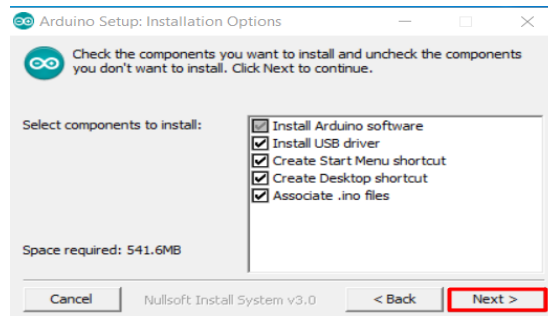 Arduino Setup: Installation Options
Check the components you want to install and uncheck the components
you don't want to install. Click Next to continue.
Select components to install:
Install Arduino software
Install USB driver
Create Start Menu shortcut
Create Desktop shortcut
Associate .ino files
Space required: 541.6MB
Cancel Nullsoft Install System v3.0 < Back Next >